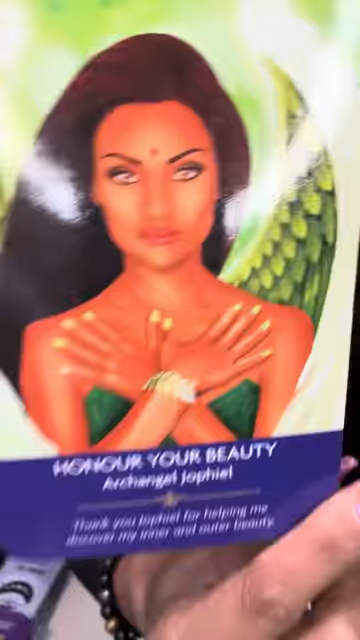 HONOUR YOUR BEAUTY
Archangel Jophiel
Thank you Jophiel for helping me
discover my inner and outer beauty.